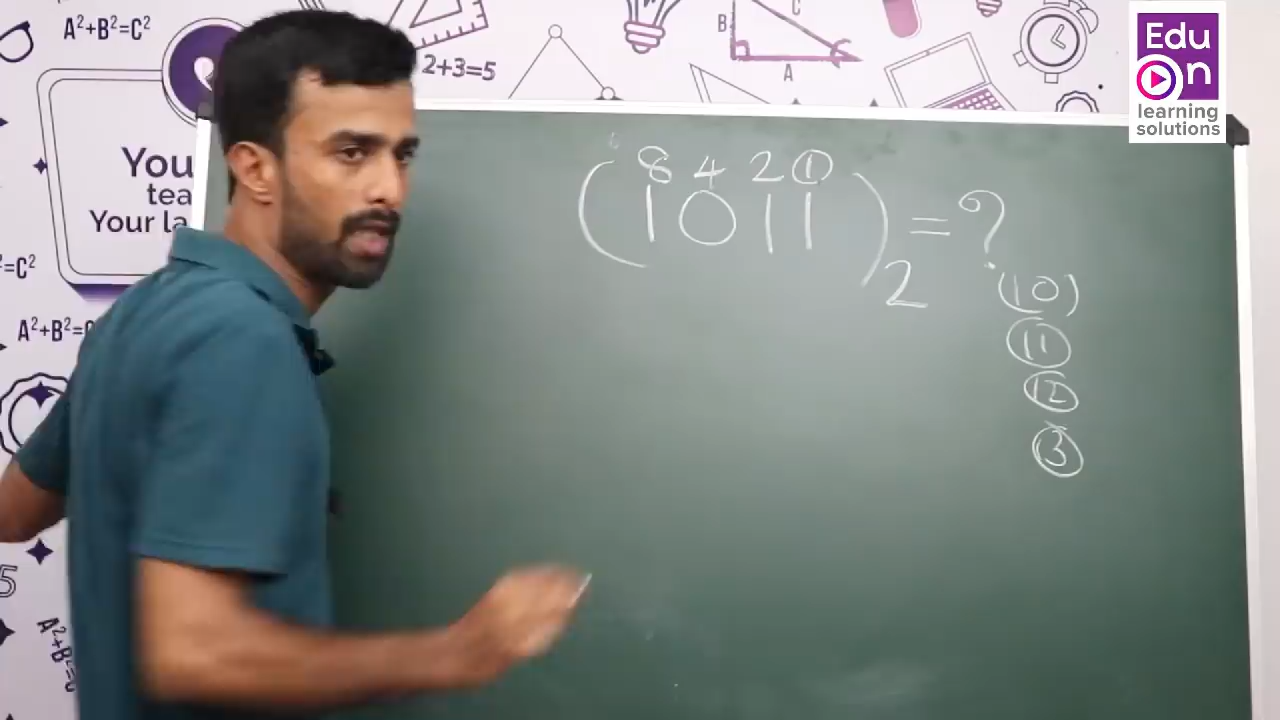 A²+B²=C²
2+3=5
B
C
A
Edu
On
learning
solutions
You
tea
Your la
=C²
A²+B²=C
5
A²+B²=C
8 4 2 1
(1011)₂ = ?
(10)
11
12
3